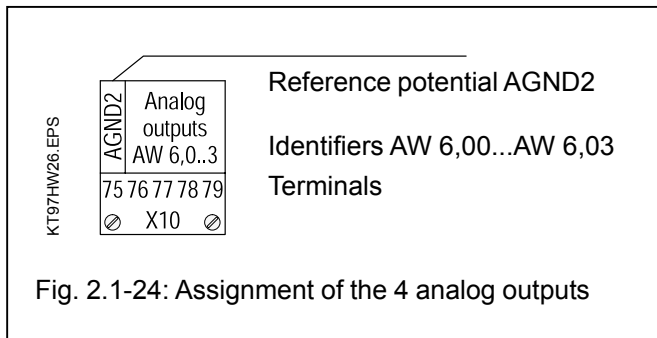 KT97HW26.EPS
AGND2
Analog
outputs
AW 6,0..3
75 76 77 78 79
X10
Reference potential AGND2
Identifiers AW 6,00...AW 6,03
Terminals
Fig. 2.1-24: Assignment of the 4 analog outputs